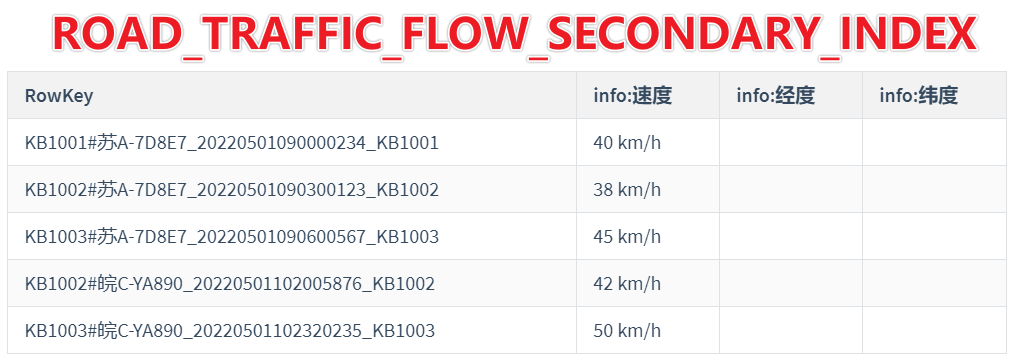 ROAD_TRAFFIC_FLOW_SECONDARY_INDEX
RowKey info:速度 info:经度 info:纬度
KB1001#苏A-7D8E7_20220501090000234_KB1001 40 km/h
KB1002#苏A-7D8E7_20220501090300123_KB1002 38 km/h
KB1003#苏A-7D8E7_20220501090600567_KB1003 45 km/h
KB1002#皖C-YA890_20220501102005876_KB1002 42 km/h
KB1003#皖C-YA890_20220501102320235_KB1003 50 km/h